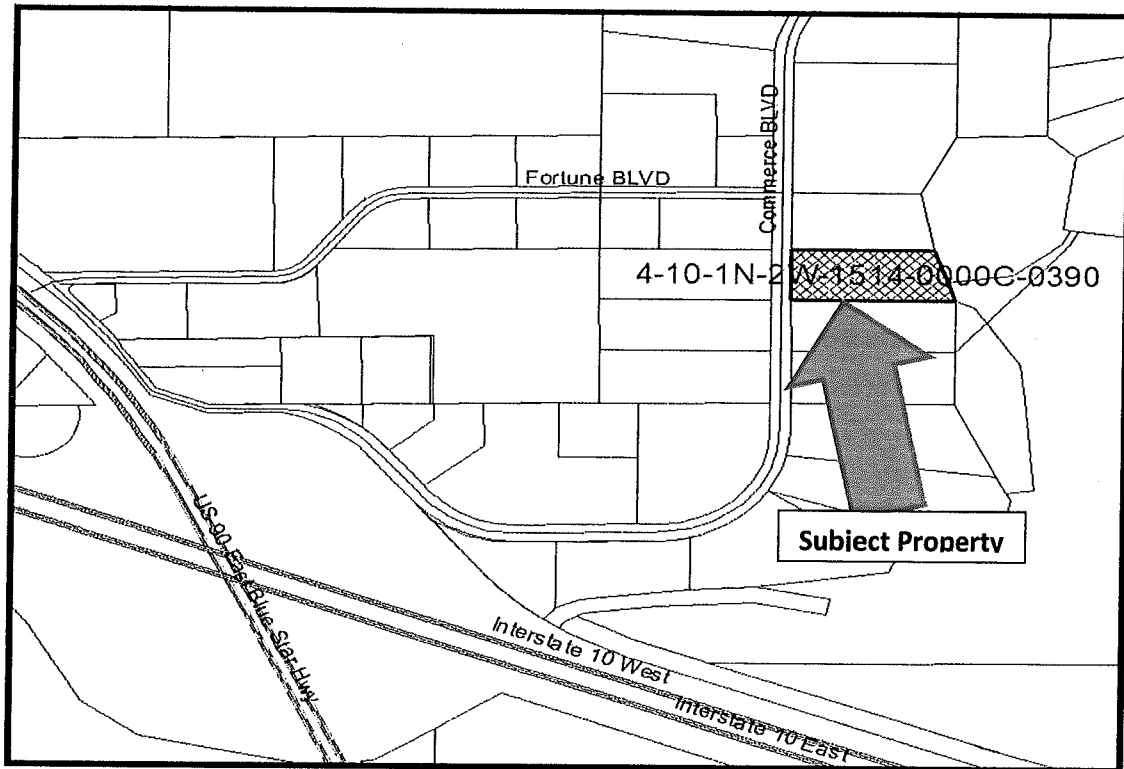 Commerce BLVD
Fortune BLVD
4-10-1N-2W-1514-0000C-0390
Subject Property
US 90 East Blue Star Hwy
Interstate 10 West
Interstate 10 East